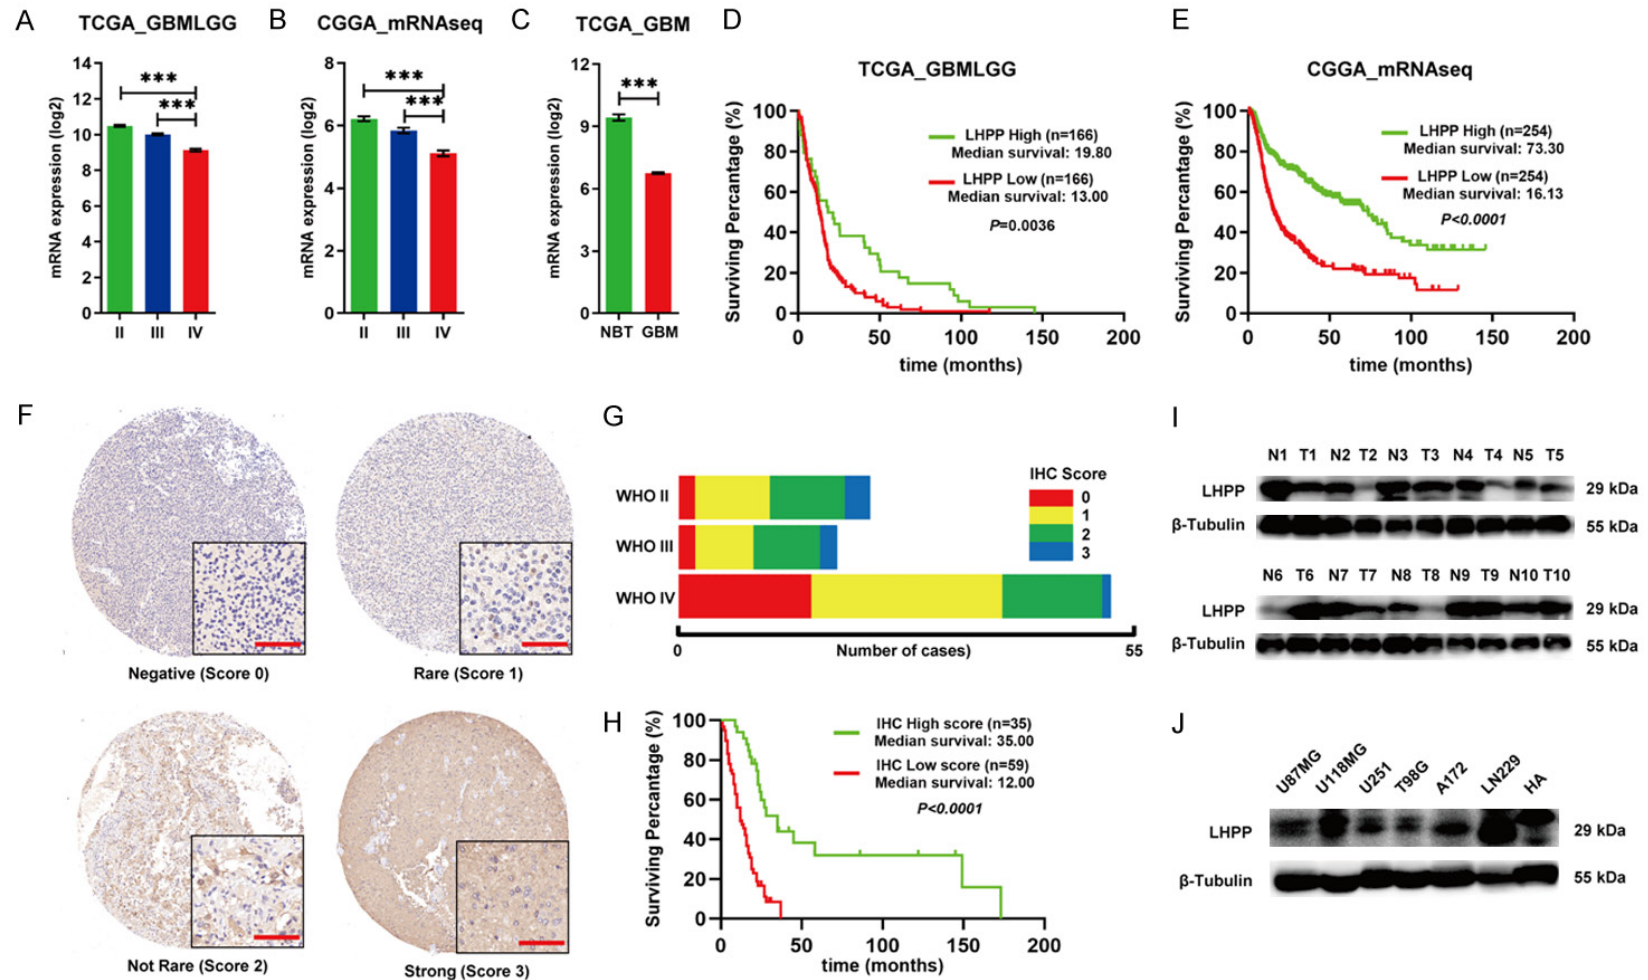 A TCGA_GBMLGG
14
12
10
8
6
4
2
0
mRNA expression (log2)
***
***
II III IV
B CGGA_mRNAseq
8
6
4
2
0
mRNA expression (log2)
***
***
II III IV
C TCGA_GBM
12
9
6
3
0
mRNA expression (log2)
***
NBT GBM
D
TCGA_GBMLGG
Surviving Percentage (%)
100
80
60
40
20
0
LHPP High (n=166)
Median survival: 19.80
LHPP Low (n=166)
Median survival: 13.00
P=0.0036
0 50 100 150 200
time (months)
E
CGGA_mRNAseq
Surviving Percentage (%)
100
80
60
40
20
0
LHPP High (n=254)
Median survival: 73.30
LHPP Low (n=254)
Median survival: 16.13
P<0.0001
0 50 100 150 200
time (months)
F
Negative (Score 0)
Rare (Score 1)
Not Rare (Score 2)
Strong (Score 3)
G
WHO II
WHO III
WHO IV
IHC Score
0
1
2
3
0 Number of cases) 55
H
Surviving Percentage (%)
100
80
60
40
20
0
IHC High score (n=35)
Median survival: 35.00
IHC Low score (n=59)
Median survival: 12.00
P<0.0001
0 50 100 150 200
time (months)
I
N1 T1 N2 T2 N3 T3 N4 T4 N5 T5
LHPP 29 kDa
β-Tubulin 55 kDa
N6 T6 N7 T7 N8 T8 N9 T9 N10 T10
LHPP 29 kDa
β-Tubulin 55 kDa
J
U87MG U118MG U251 T98G A172 LN229 HA
LHPP 29 kDa
β-Tubulin 55 kDa